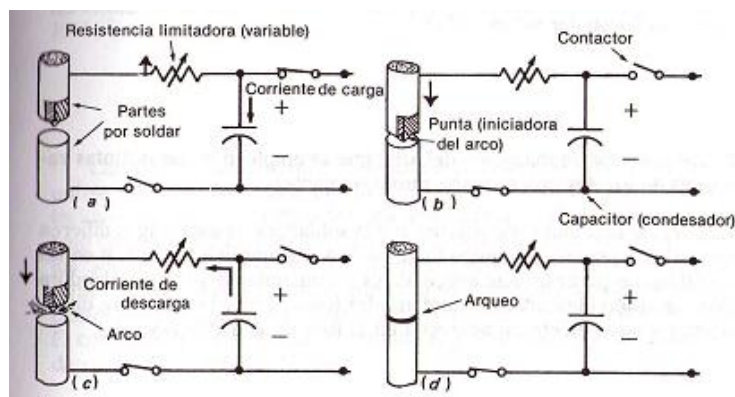 Resistencia limitadora (variable)
Partes
por soldar
Corriente de carga
+
−
(a)
Contactor
Punta (iniciadora
del arco)
+
−
(b)
Capacitor (condesador)
Corriente de
descarga
Arco
+
−
(c)
Arqueo
+
−
(d)